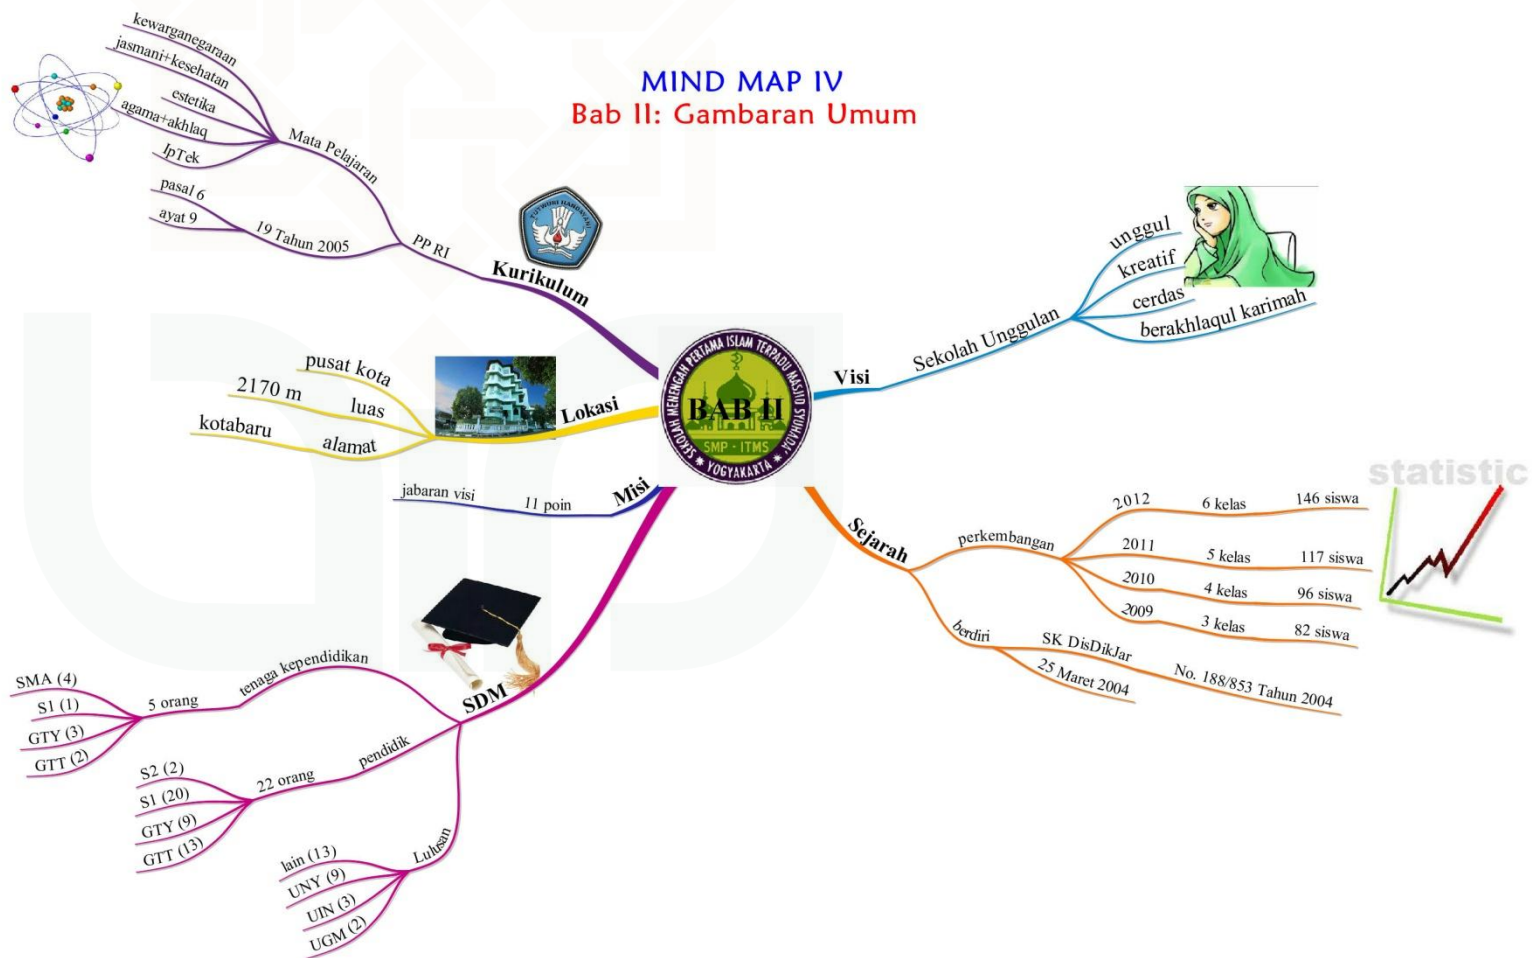 MIND MAP IV
Bab II: Gambaran Umum
BAB II
SEKOLAH MENENGAH PERTAMA ISLAM TERPADU MASJID SYUHADA'
SMP - ITMS
YOGYAKARTA
Kurikulum
TUT WURI HANDAYANI
PP RI
Mata Pelajaran
kewarganegaraan
jasmani+kesehatan
estetika
agama+akhlaq
IpTek
19 Tahun 2005
pasal 6
ayat 9
Lokasi
pusat kota
luas
2170 m
alamat
kotabaru
Misi
11 poin
jabaran visi
SDM
tenaga kependidikan
5 orang
SMA (4)
S1 (1)
GTY (3)
GTT (2)
pendidik
22 orang
S2 (2)
S1 (20)
GTY (9)
GTT (13)
Lulusan
lain (13)
UNY (9)
UIN (3)
UGM (2)
Visi
Sekolah Unggulan
unggul
kreatif
cerdas
berakhlaqul karimah
Sejarah
perkembangan
2012 6 kelas 146 siswa
2011 5 kelas 117 siswa
2010 4 kelas 96 siswa
2009 3 kelas 82 siswa
berdiri
SK DisDikJar
No. 188/853 Tahun 2004
25 Maret 2004
statistic